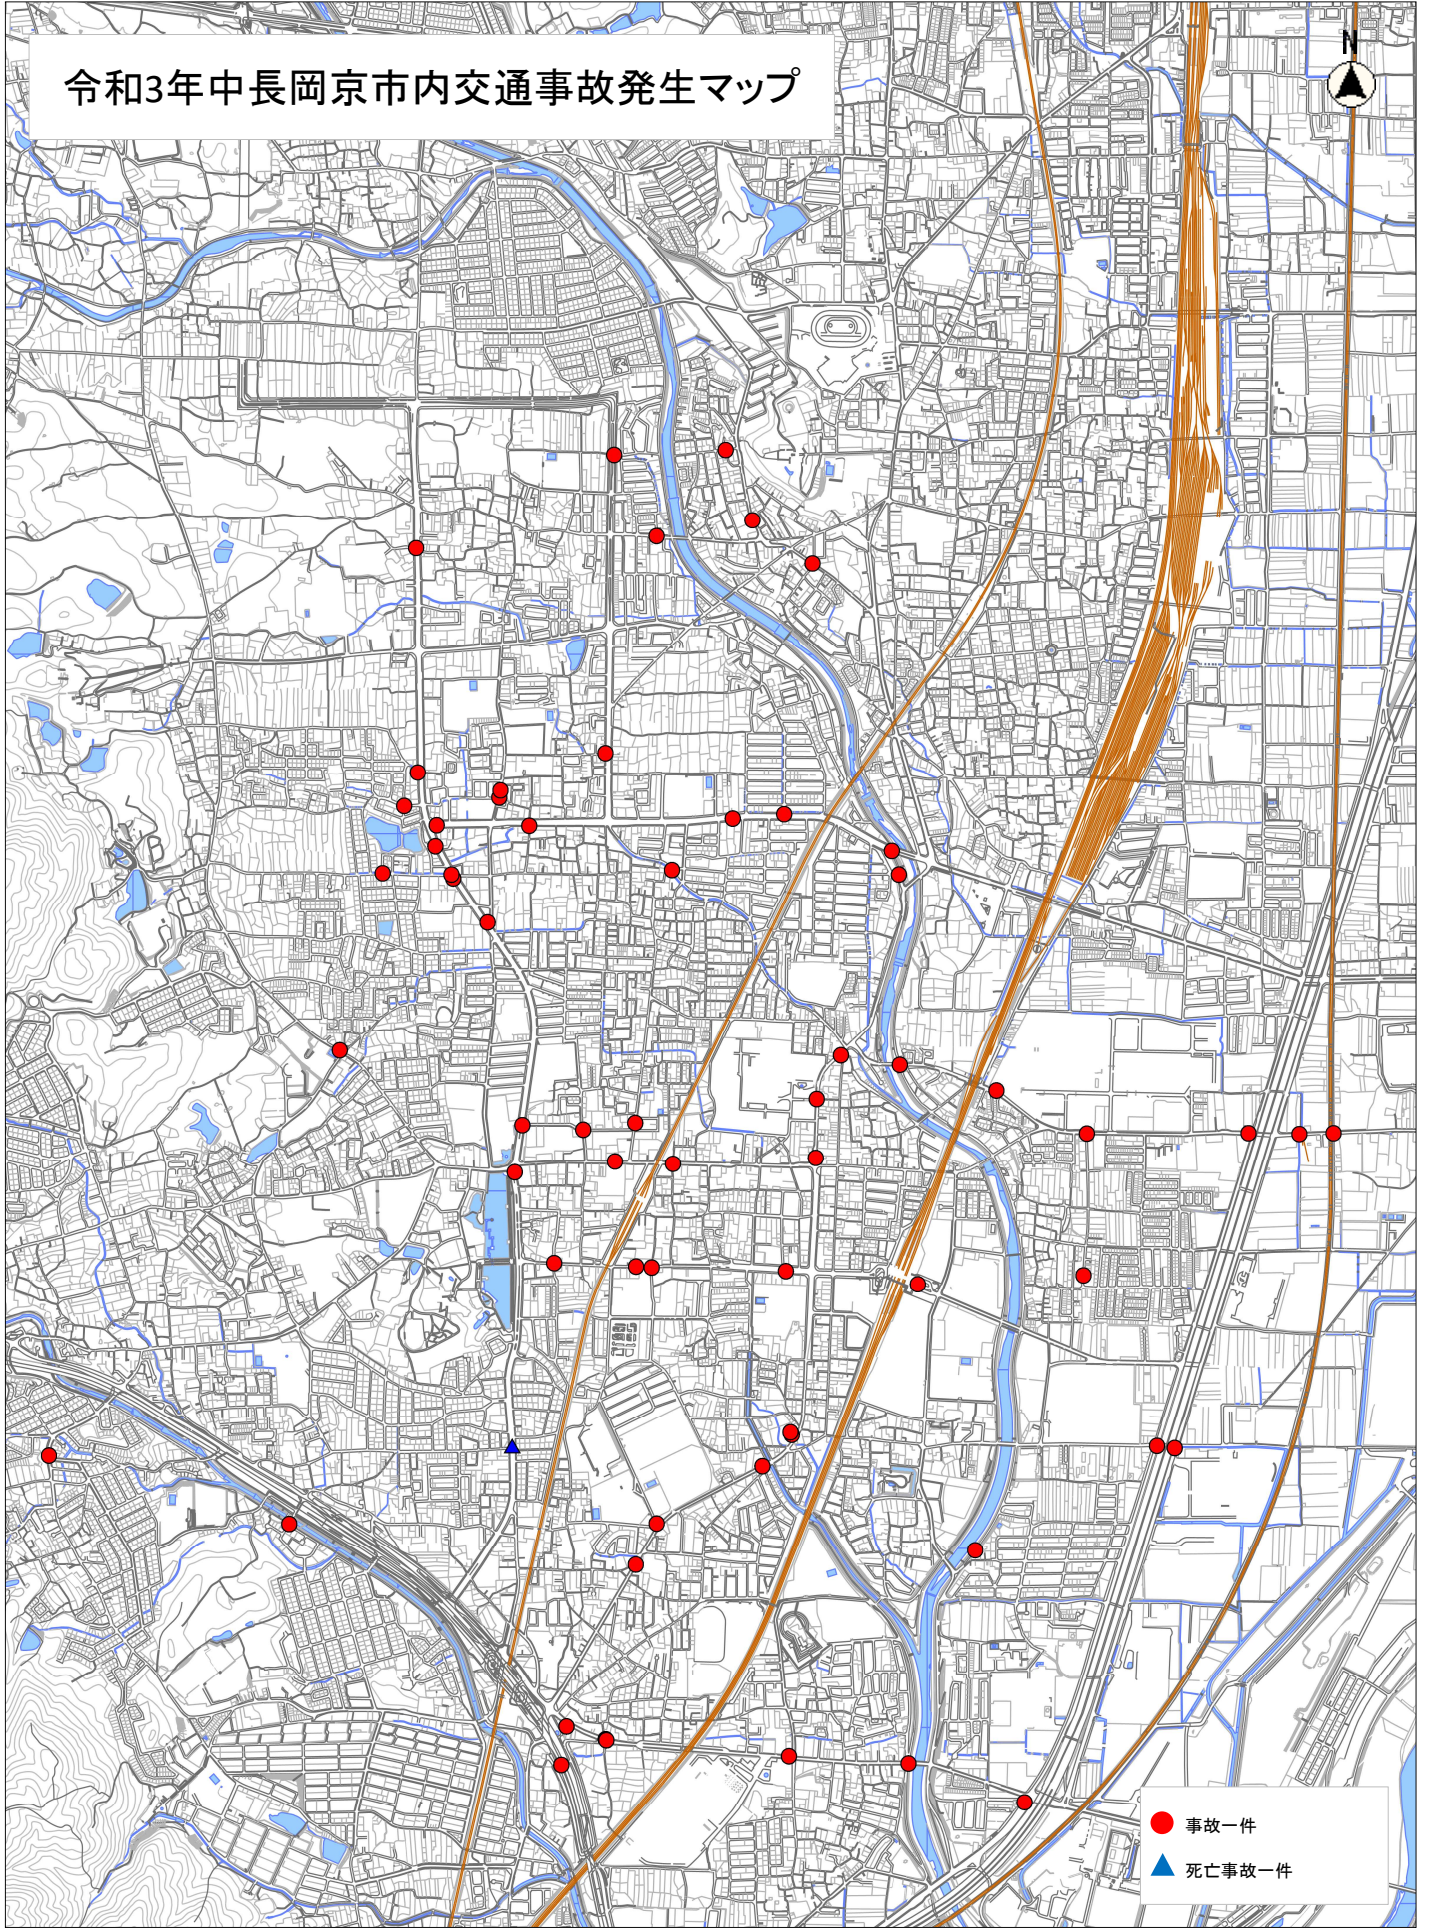 令和3年中長岡京市内交通事故発生マップ
N
事故一件
死亡事故一件